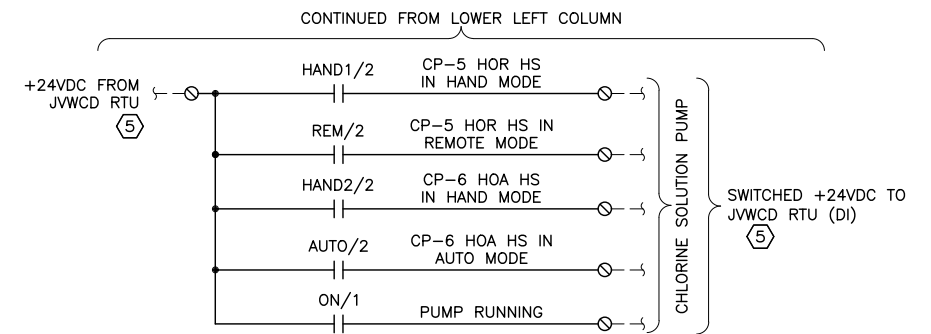 CONTINUED FROM LOWER LEFT COLUMN
+24VDC FROM
JVWCD RTU
5
HAND1/2
CP-5 HOR HS
IN HAND MODE
REM/2
CP-5 HOR HS IN
REMOTE MODE
HAND2/2
CP-6 HOA HS
IN HAND MODE
AUTO/2
CP-6 HOA HS IN
AUTO MODE
ON/1
PUMP RUNNING
CHLORINE SOLUTION PUMP
SWITCHED +24VDC TO
JVWCD RTU (DI)
5